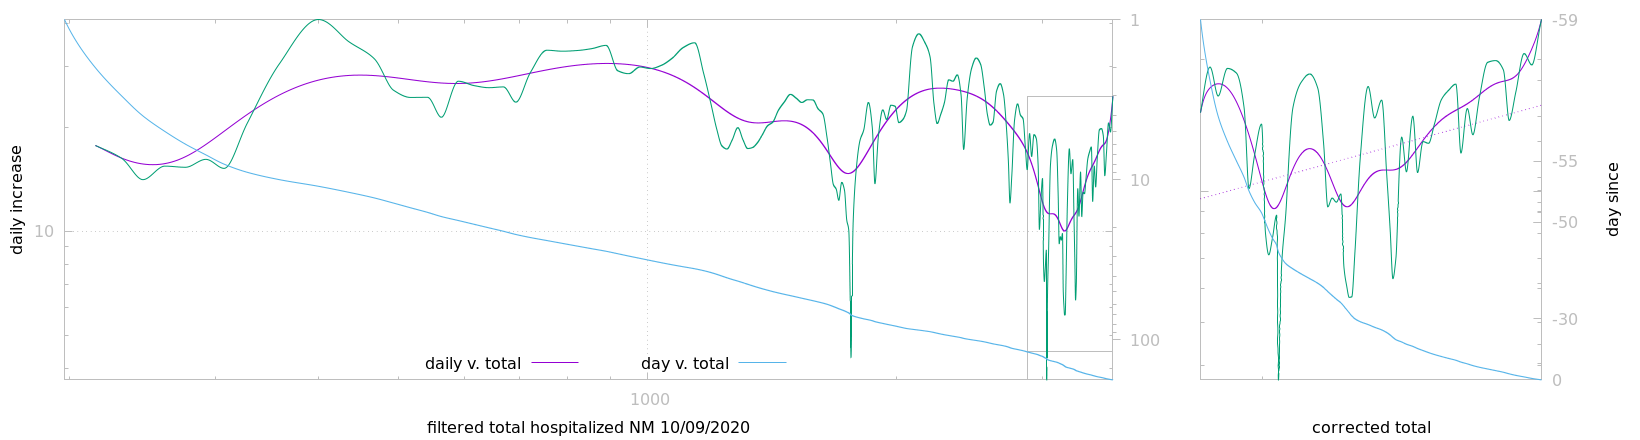 daily increase
10
1
10
100
daily v. total
day v. total
1000
filtered total hospitalized NM 10/09/2020
-59
-55
-50
-30
0
day since
corrected total